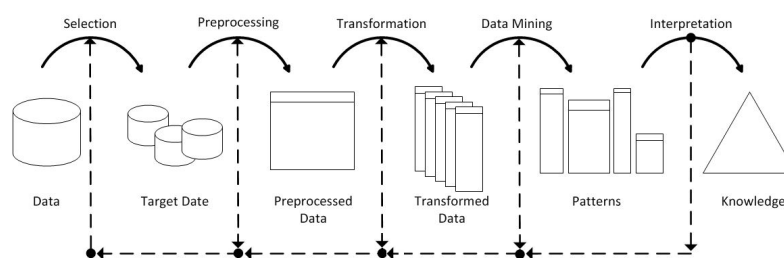 Selection
Preprocessing
Transformation
Data Mining
Interpretation
Data
Target Date
Preprocessed
Data
Transformed
Data
Patterns
Knowledge